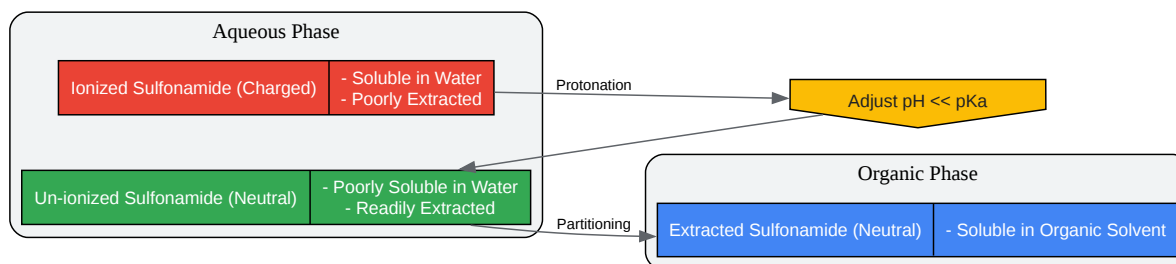 Aqueous Phase
Ionized Sulfonamide (Charged)
- Soluble in Water
- Poorly Extracted
Protonation
Adjust pH << pKa
Un-ionized Sulfonamide (Neutral)
- Poorly Soluble in Water
- Readily Extracted
Partitioning
Organic Phase
Extracted Sulfonamide (Neutral)
- Soluble in Organic Solvent